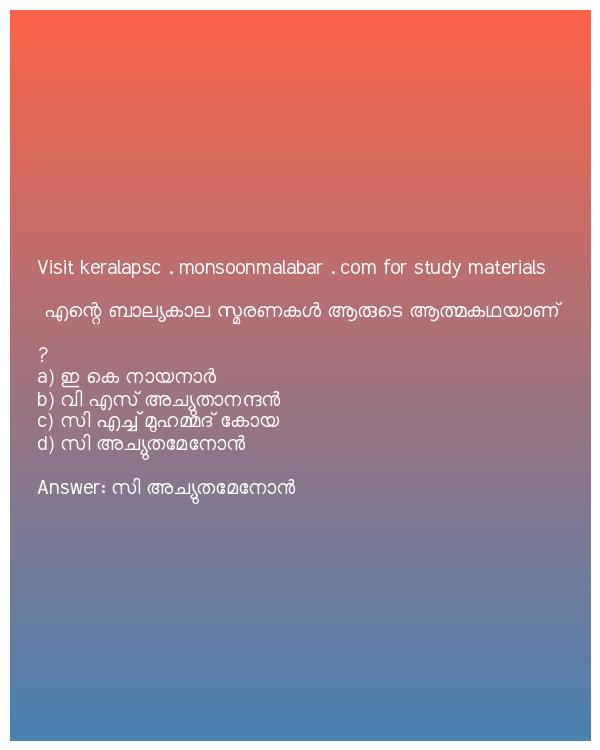 Visit keralapsc . monsoonmalabar . com for study materials
എന്റെ ബാല്യകാല സ്മരണകൾ ആരുടെ ആത്മകഥയാണ്
?
a) ഇ കെ നായനാർ
b) വി എസ് അച്യുതാനന്ദൻ
c) സി എച്ച് മുഹമ്മദ് കോയ
d) സി അച്യുതമേനോൻ
Answer: സി അച്യുതമേനോൻ